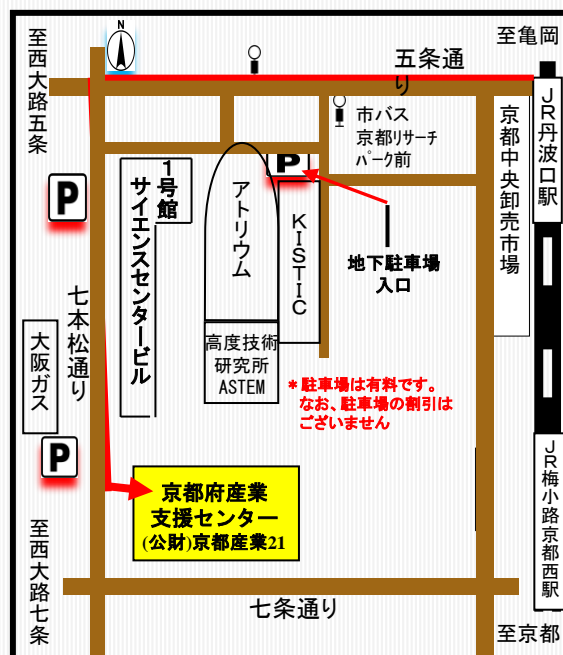 N
至西大路五条
五条通り
至亀岡
市バス
京都リサーチ
パーク前
京都中央卸売市場
JR丹波口駅
P
P
1号館
サイエンスセンタービル
アトリウム
KISTIC
地下駐車場
入口
七本松通り
大阪ガス
高度技術
研究所
ASTEM
＊駐車場は有料です。
なお、駐車場の割引は
ございません
P
京都府産業
支援センター
(公財)京都産業21
JR梅小路京都西駅
至西大路七条
七条通り
至京都